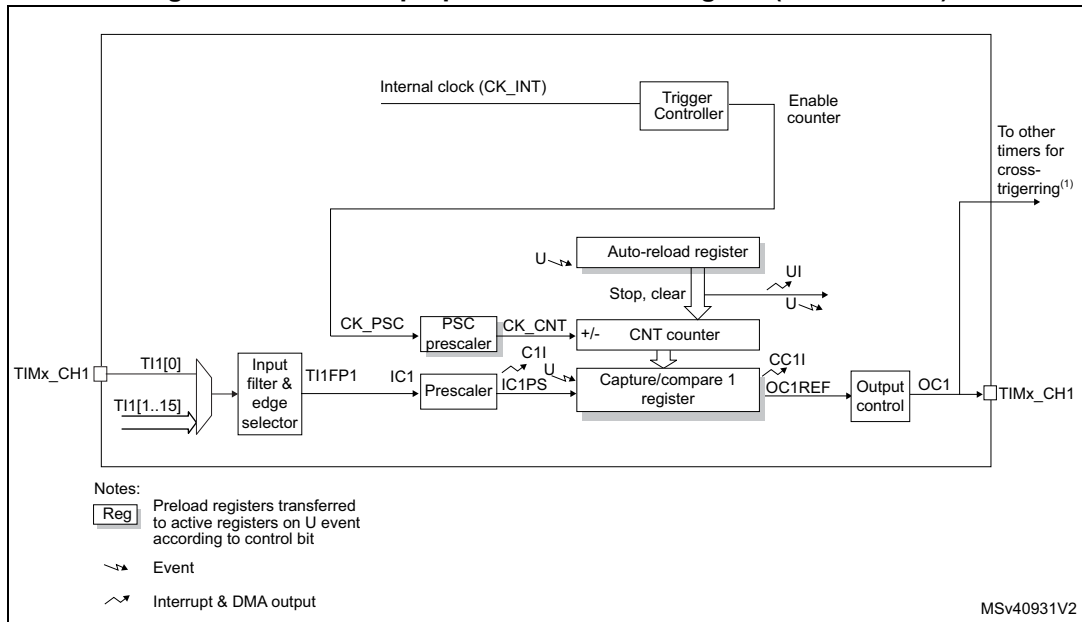 Internal clock (CK_INT)
Trigger
Controller
Enable
counter
To other
timers for
cross-
trigerring(1)
U
Auto-reload register
Stop, clear
UI
U
CK_PSC
PSC
prescaler
CK_CNT
+/-
CNT counter
TIMx_CH1
TI1[0]
TI1[1..15]
Input
filter &
edge
selector
TI1FP1
IC1
Prescaler
C1I
IC1PS
U
Capture/compare 1
register
CC1I
OC1REF
Output
control
OC1
TIMx_CH1
Notes:
Reg
Preload registers transferred
to active registers on U event
according to control bit
Event
Interrupt & DMA output
MSv40931V2